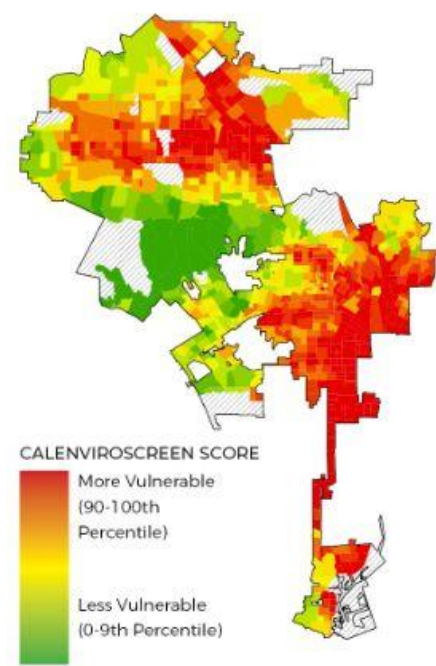 CALENVIROSCREEN SCORE
More Vulnerable
(90-100th
Percentile)
Less Vulnerable
(0-9th Percentile)